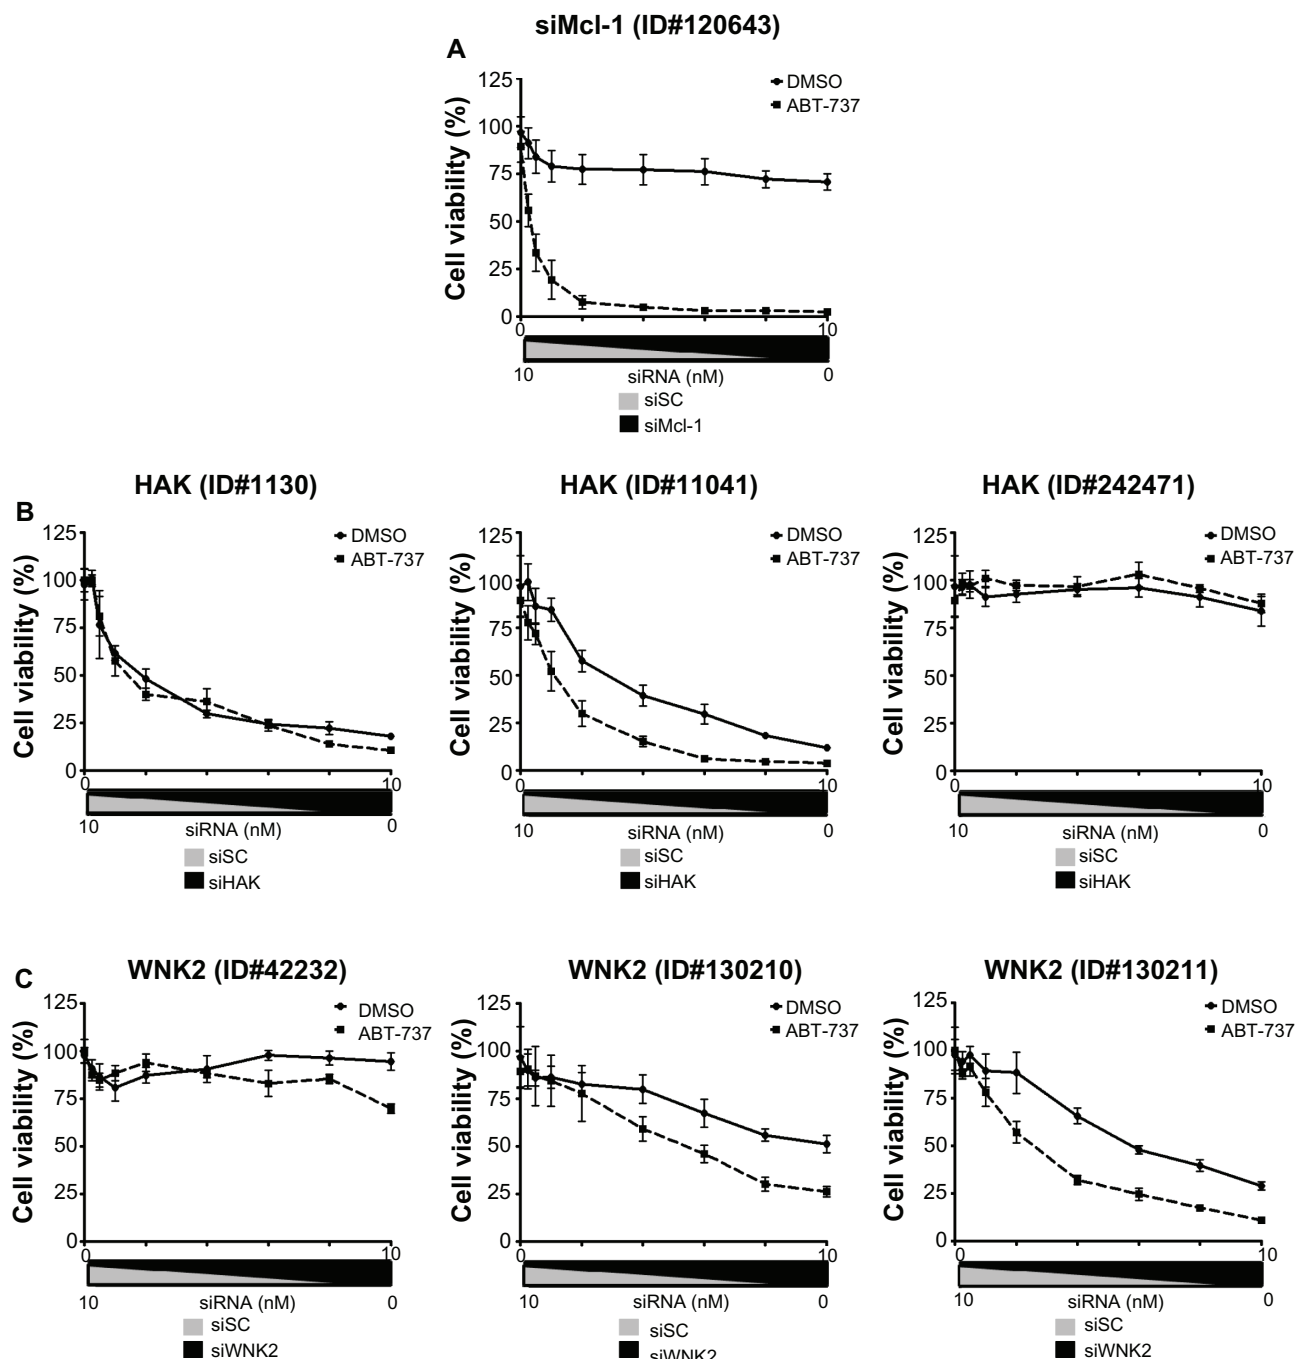 siMcl-1 (ID#120643)
A
Cell viability (%)
125
100
75
50
25
0
DMSO
ABT-737
0 10
10 siRNA (nM) 0
siSC
siMcl-1
B
HAK (ID#1130)
Cell viability (%)
125
100
75
50
25
0
DMSO
ABT-737
0 10
10 siRNA (nM) 0
siSC
siHAK
HAK (ID#11041)
Cell viability (%)
125
100
75
50
25
0
DMSO
ABT-737
0 10
10 siRNA (nM) 0
siSC
siHAK
HAK (ID#242471)
Cell viability (%)
125
100
75
50
25
0
DMSO
ABT-737
0 10
10 siRNA (nM) 0
siSC
siHAK
C
WNK2 (ID#42232)
Cell viability (%)
125
100
75
50
25
0
DMSO
ABT-737
0 10
10 siRNA (nM) 0
siSC
siWNK2
WNK2 (ID#130210)
Cell viability (%)
125
100
75
50
25
0
DMSO
ABT-737
0 10
10 siRNA (nM) 0
siSC
siWNK2
WNK2 (ID#130211)
Cell viability (%)
125
100
75
50
25
0
DMSO
ABT-737
0 10
10 siRNA (nM) 0
siSC
siWNK2